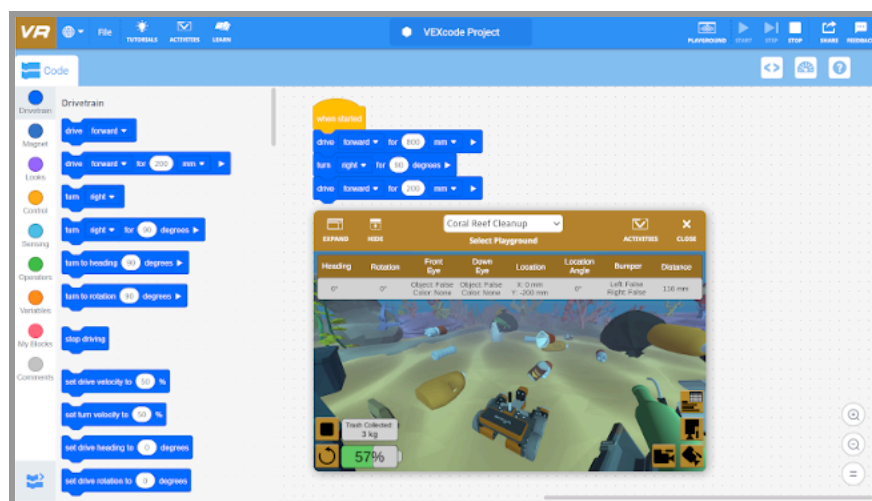 VR File TUTORIALS ACTIVITIES LEARN VEXcode Project PLAYGROUND START STEP STOP SHARE FEEDBACK
Code
Drivetrain
Magnet
Looks
Control
Sensing
Operators
Variables
My Blocks
Comments
Drivetrain
drive forward
drive forward for 200 mm
turn right
turn right for 90 degrees
turn to heading 90 degrees
turn to rotation 90 degrees
stop driving
set drive velocity to 50 %
set turn velocity to 50 %
set drive heading to 0 degrees
set drive rotation to 0 degrees
when started
drive forward for 800 mm
turn right for 90 degrees
drive forward for 200 mm
EXPAND HIDE Coral Reef Cleanup ACTIVITIES CLOSE
Select Playground
Heading Rotation Front Eye Down Eye Location Location Angle Bumper Distance
0° 0° Object: False Object: False X: 0 mm 0° Left: False
Color: None Color: None Y: -200 mm Right: False
Trash Collected:
3 kg
57%